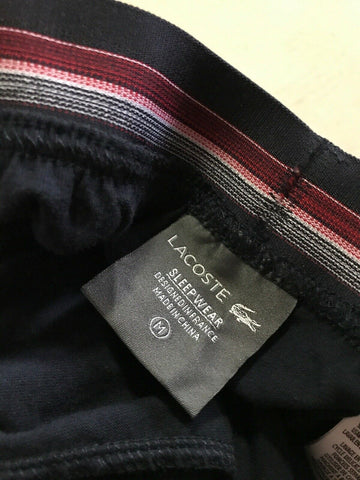 LACOSTE
SLEEPWEAR
DESIGNED IN FRANCE
MADE IN CHINA
M